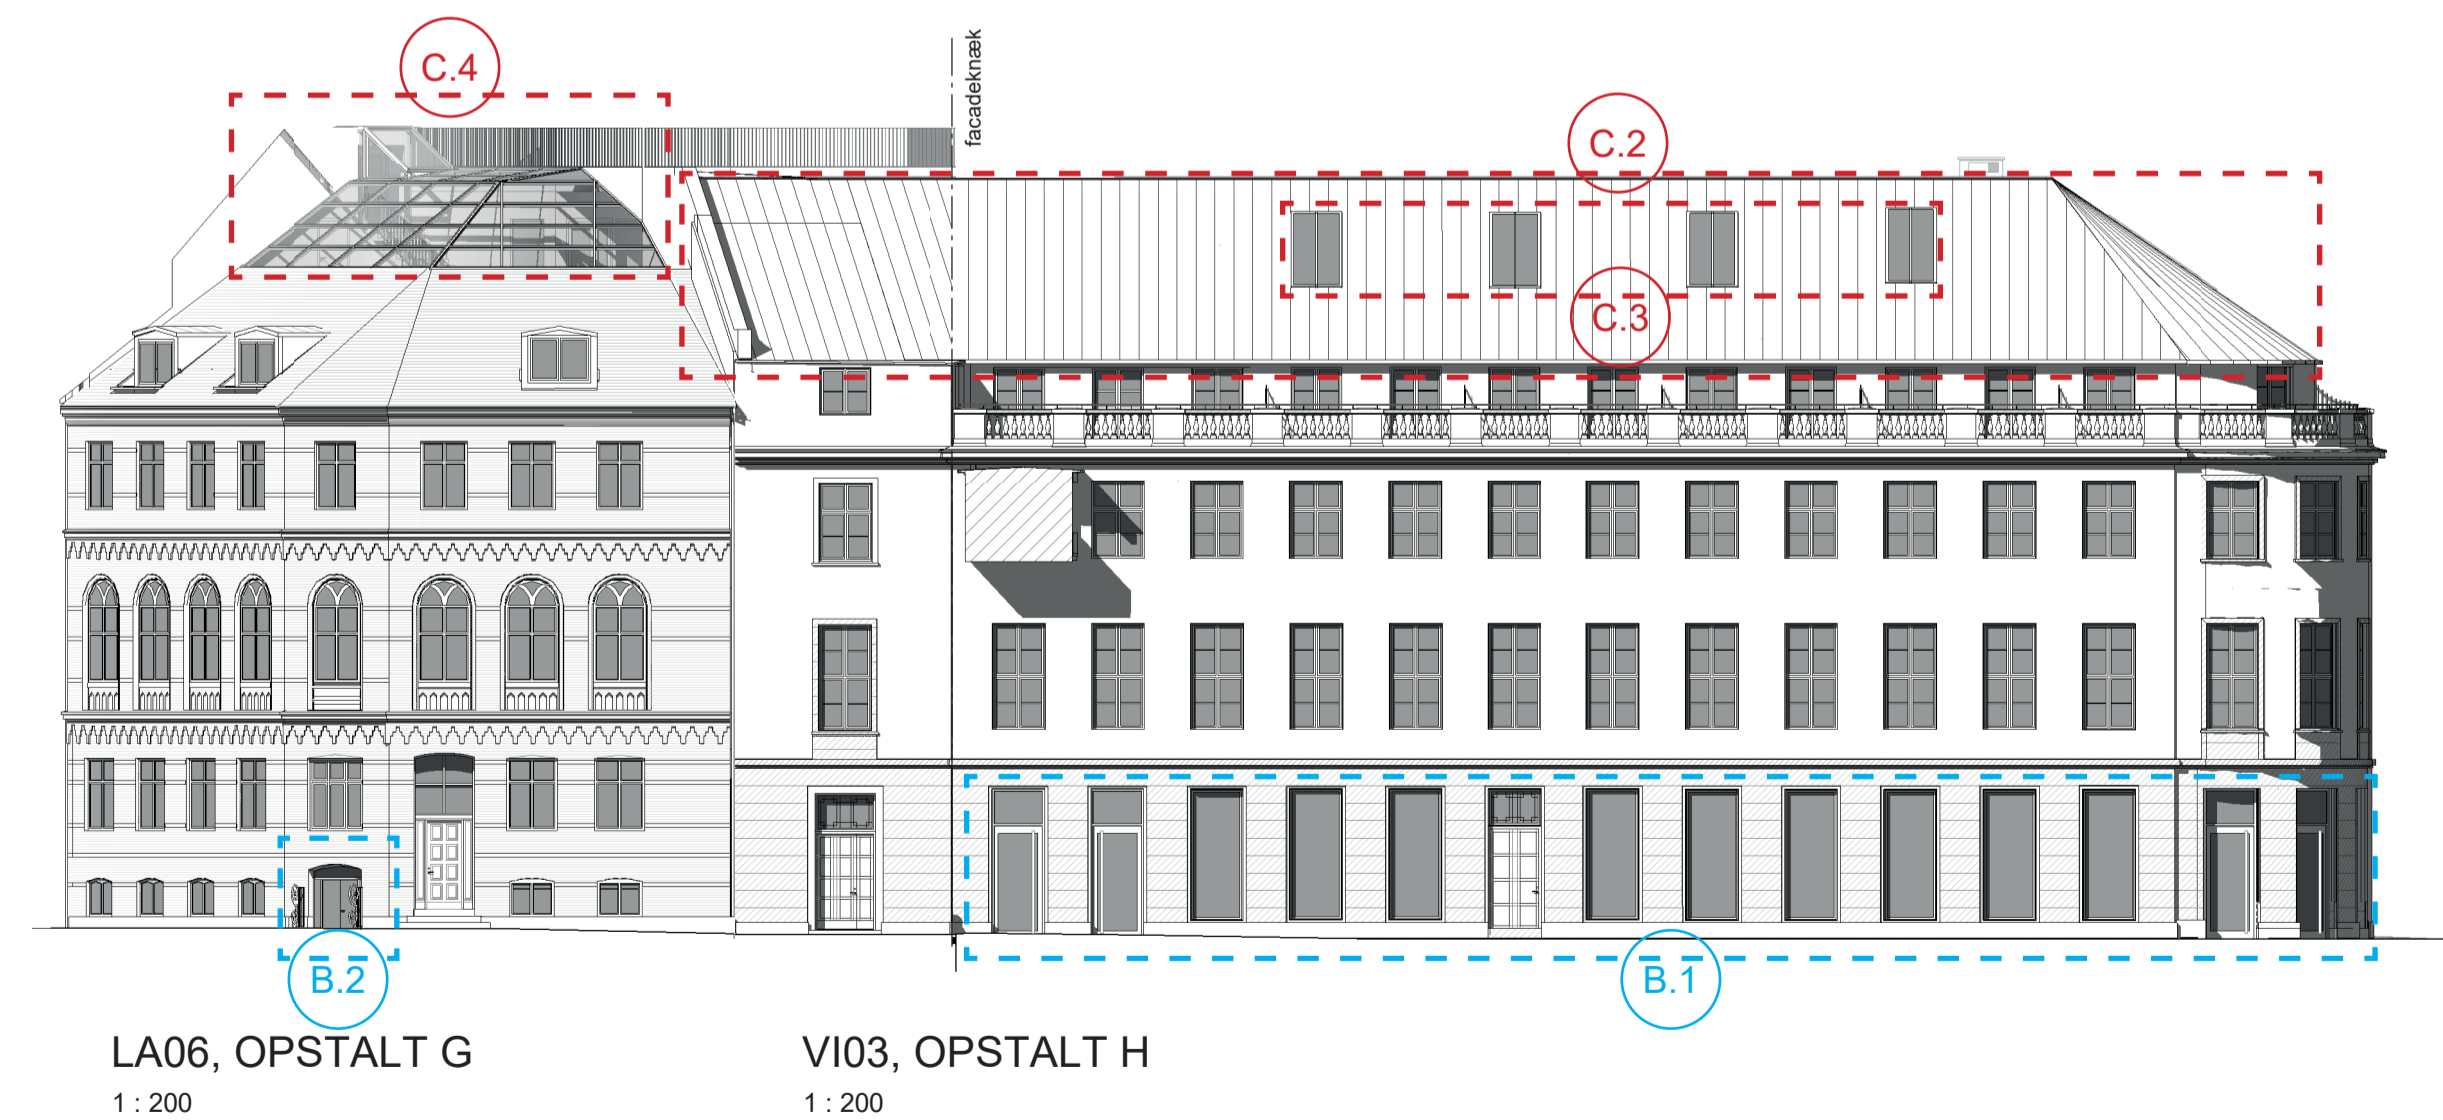 C.4
facadeknæk
C.2
C.3
B.2
B.1
LA06, OPSTALT G
1 : 200
VI03, OPSTALT H
1 : 200